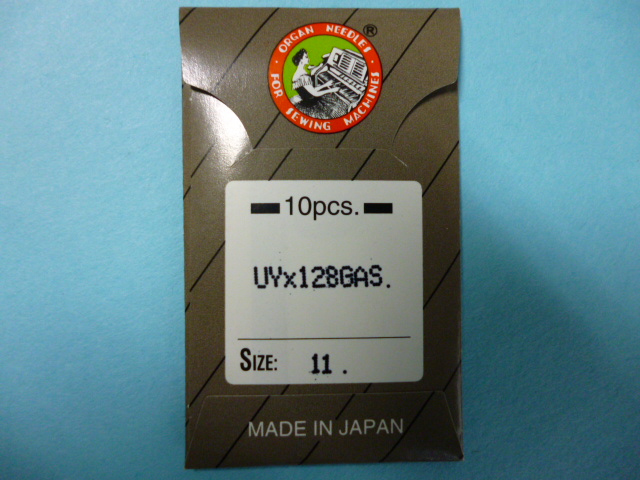 ORGAN NEEDLES
®
FOR SEWING MACHINES
10pcs.
UYx128GAS.
SIZE: 11 .
MADE IN JAPAN